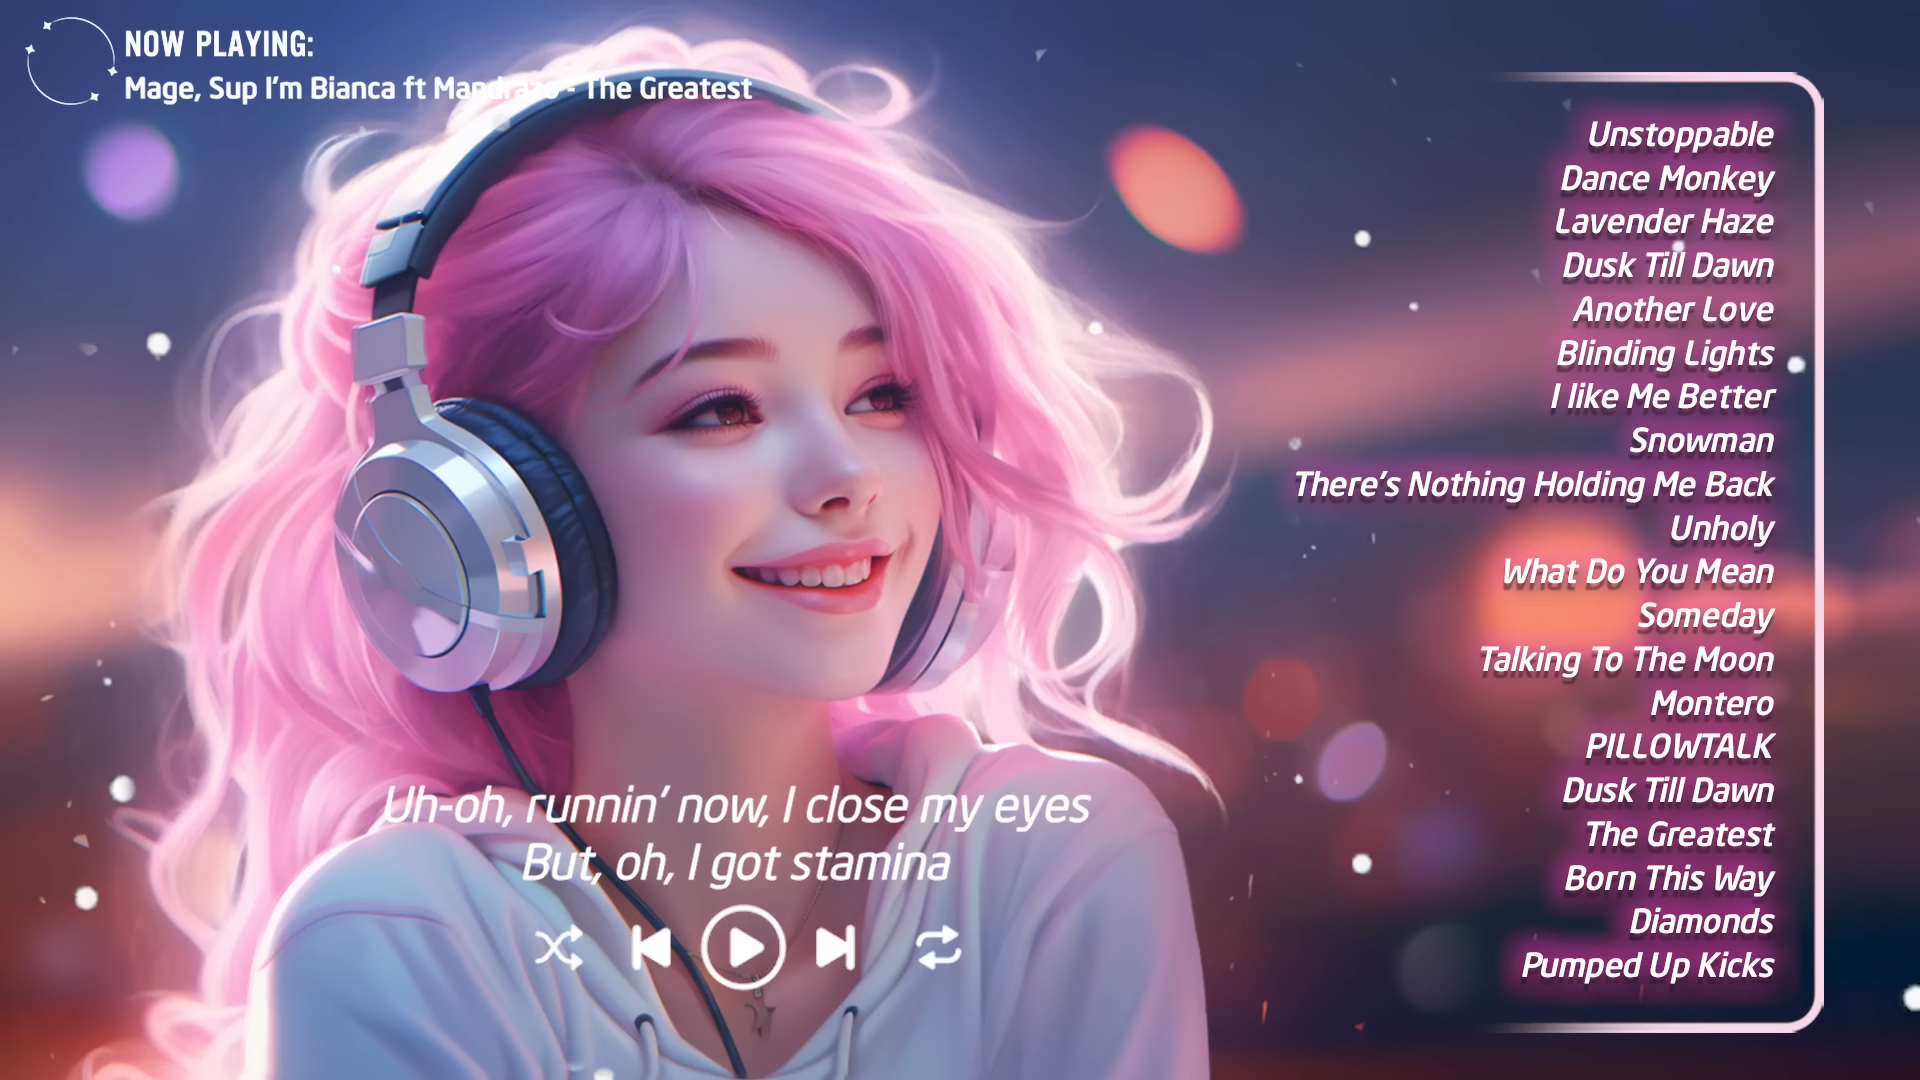 NOW PLAYING:
Mage, Sup I'm Bianca ft Mandrazo - The Greatest
Unstoppable
Dance Monkey
Lavender Haze
Dusk Till Dawn
Another Love
Blinding Lights
I like Me Better
Snowman
There's Nothing Holding Me Back
Unholy
What Do You Mean
Someday
Talking To The Moon
Montero
PILLOWTALK
Dusk Till Dawn
The Greatest
Born This Way
Diamonds
Pumped Up Kicks
Uh-oh, runnin' now, I close my eyes
But, oh, I got stamina